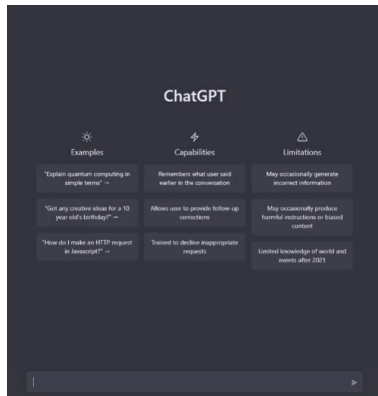 ChatGPT
Examples
"Explain quantum computing in
simple terms" →
"Got any creative ideas for a 10
year old's birthday?" →
"How do I make an HTTP request
in Javascript?" →
Capabilities
Remembers what user said
earlier in the conversation
Allows user to provide follow-up
corrections
Trained to decline inappropriate
requests
Limitations
May occasionally generate
incorrect information
May occasionally produce
harmful instructions or biased
content
Limited knowledge of world and
events after 2021